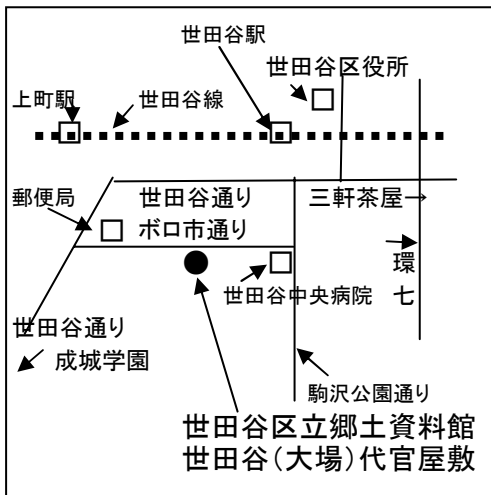 世田谷駅
世田谷区役所
上町駅
世田谷線
郵便局
世田谷通り
三軒茶屋→
ボロ市通り
環七
世田谷中央病院
世田谷通り
成城学園
駒沢公園通り
世田谷区立郷土資料館
世田谷(大場)代官屋敷